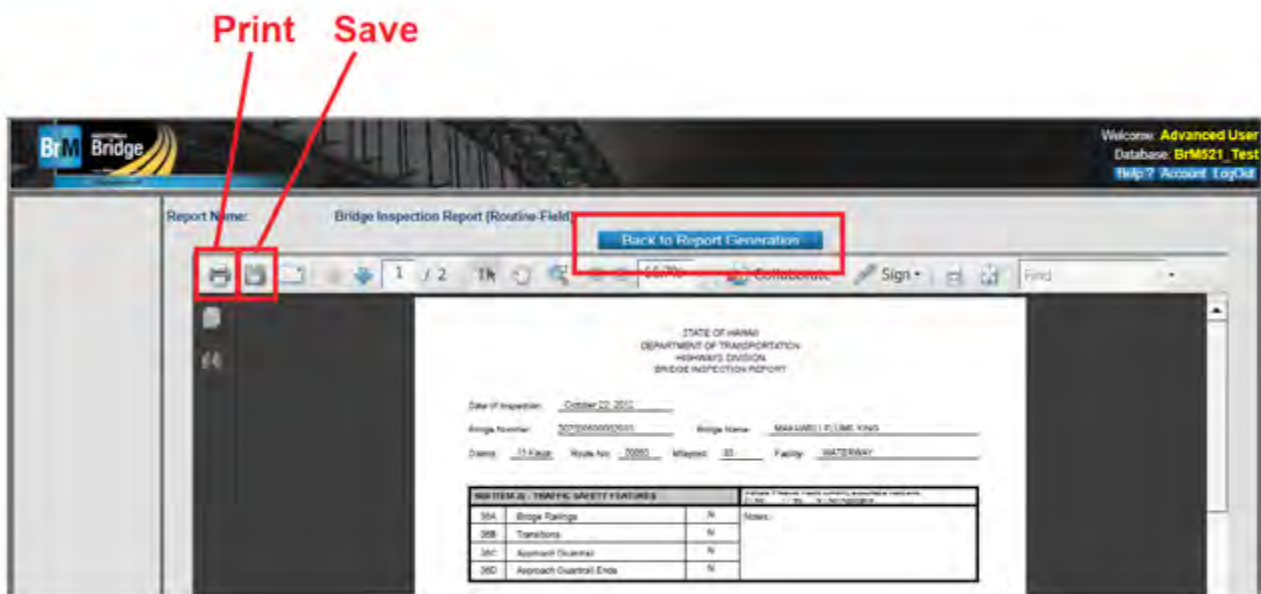 Print Save
BrM Bridge
Welcome: Advanced User
Database: BrM521_Test
Help ? Account LogOut
Report Name: Bridge Inspection Report (Routine-Field)
Back to Report Generation
1 / 2 Collaborate Sign Find
STATE OF HAWAII
DEPARTMENT OF TRANSPORTATION
HIGHWAYS DIVISION
BRIDGE INSPECTION REPORT
Date of Inspection: October 22, 2012
Bridge Number: Bridge Name:
District: Kauai Route No: Milepost: Facility: WATERWAY
TRAFFIC SAFETY FEATURES
36A Bridge Railings N Notes:
36B Transitions N
36C Approach Guardrail N
36D Approach Guardrail Ends N